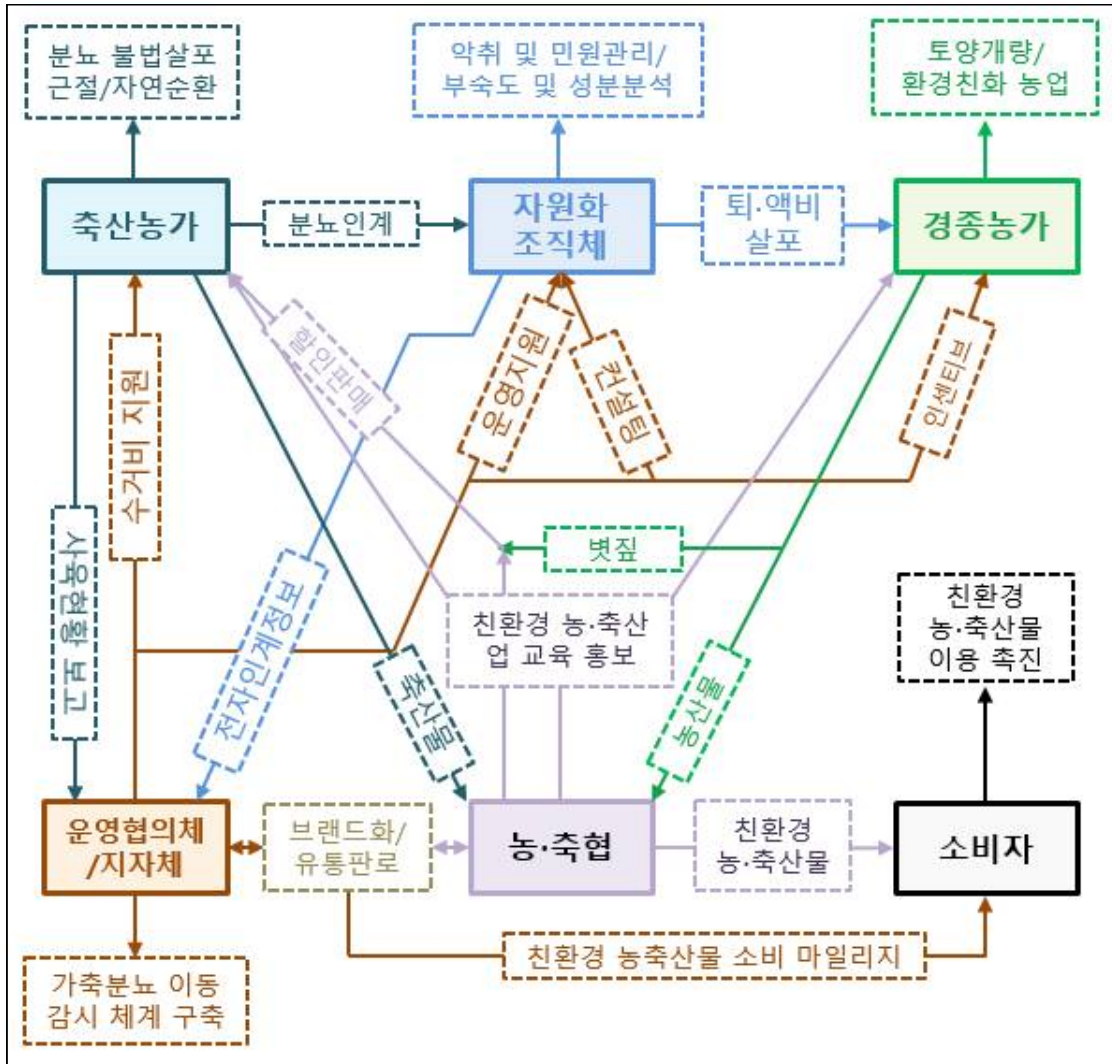 분뇨 불법살포
근절/자연순환
악취 및 민원관리/
부숙도 및 성분분석
토양개량/
환경친화 농업
축산농가
분뇨인계
자원화
조직체
퇴·액비
살포
경종농가
할인판매
운영지원
컨설팅
인센티브
수거비 지원
사육현황 보고
전자인계정보
축산물
볏짚
친환경 농·축산
업 교육 홍보
농산물
친환경
농·축산물
이용 촉진
운영협의체
/지자체
브랜드화/
유통판로
농·축협
친환경
농·축산물
소비자
친환경 농축산물 소비 마일리지
가축분뇨 이동
감시 체계 구축